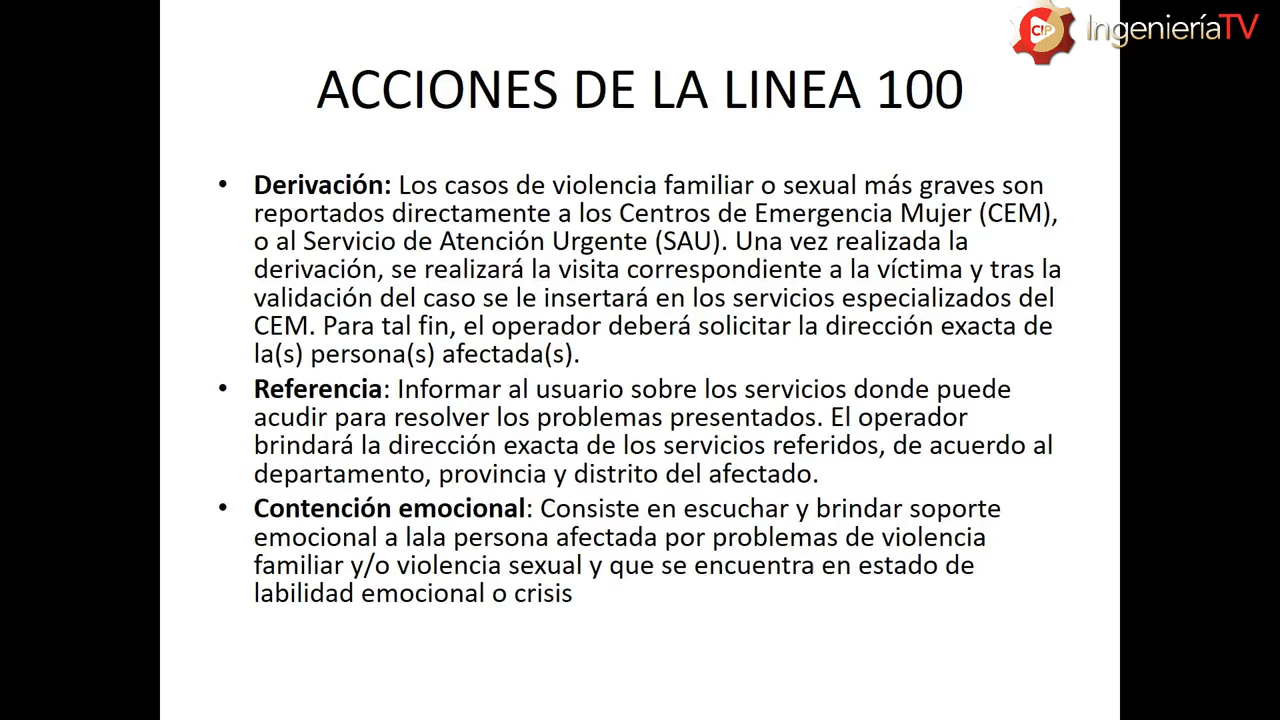 CIP IngenieríaTV
ACCIONES DE LA LINEA 100
• Derivación: Los casos de violencia familiar o sexual más graves son
reportados directamente a los Centros de Emergencia Mujer (CEM),
o al Servicio de Atención Urgente (SAU). Una vez realizada la
derivación, se realizará la visita correspondiente a la víctima y tras la
validación del caso se le insertará en los servicios especializados del
CEM. Para tal fin, el operador deberá solicitar la dirección exacta de
la(s) persona(s) afectada(s).
• Referencia: Informar al usuario sobre los servicios donde puede
acudir para resolver los problemas presentados. El operador
brindará la dirección exacta de los servicios referidos, de acuerdo al
departamento, provincia y distrito del afectado.
• Contención emocional: Consiste en escuchar y brindar soporte
emocional a lala persona afectada por problemas de violencia
familiar y/o violencia sexual y que se encuentra en estado de
labilidad emocional o crisis